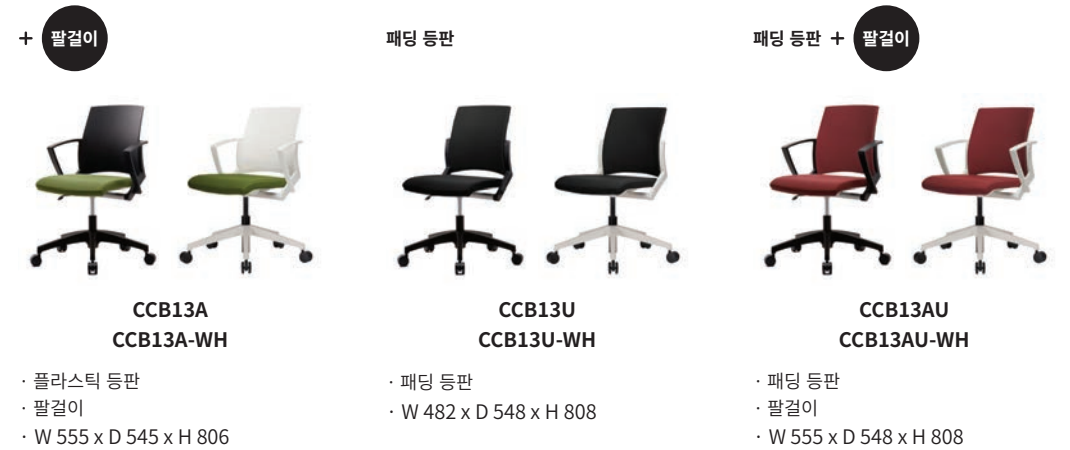 + 팔걸이
패딩 등판
패딩 등판 + 팔걸이
CCB13A
CCB13A-WH
· 플라스틱 등판
· 팔걸이
· W 555 x D 545 x H 806
CCB13U
CCB13U-WH
· 패딩 등판
· W 482 x D 548 x H 808
CCB13AU
CCB13AU-WH
· 패딩 등판
· 팔걸이
· W 555 x D 548 x H 808